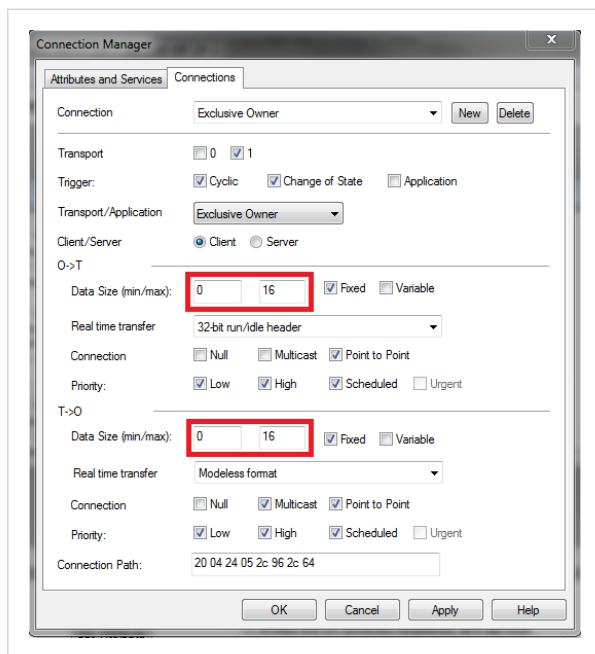 Connection Manager
x
Attributes and Services Connections
Connection Exclusive Owner New Delete
Transport 0 1
Trigger: Cyclic Change of State Application
Transport/Application Exclusive Owner
Client/Server Client Server
O->T
Data Size (min/max): 0 16 Fixed Variable
Real time transfer 32-bit run/idle header
Connection Null Multicast Point to Point
Priority: Low High Scheduled Urgent
T->O
Data Size (min/max): 0 16 Fixed Variable
Real time transfer Modeless format
Connection Null Multicast Point to Point
Priority: Low High Scheduled Urgent
Connection Path: 20 04 24 05 2c 96 2c 64
OK Cancel Apply Help